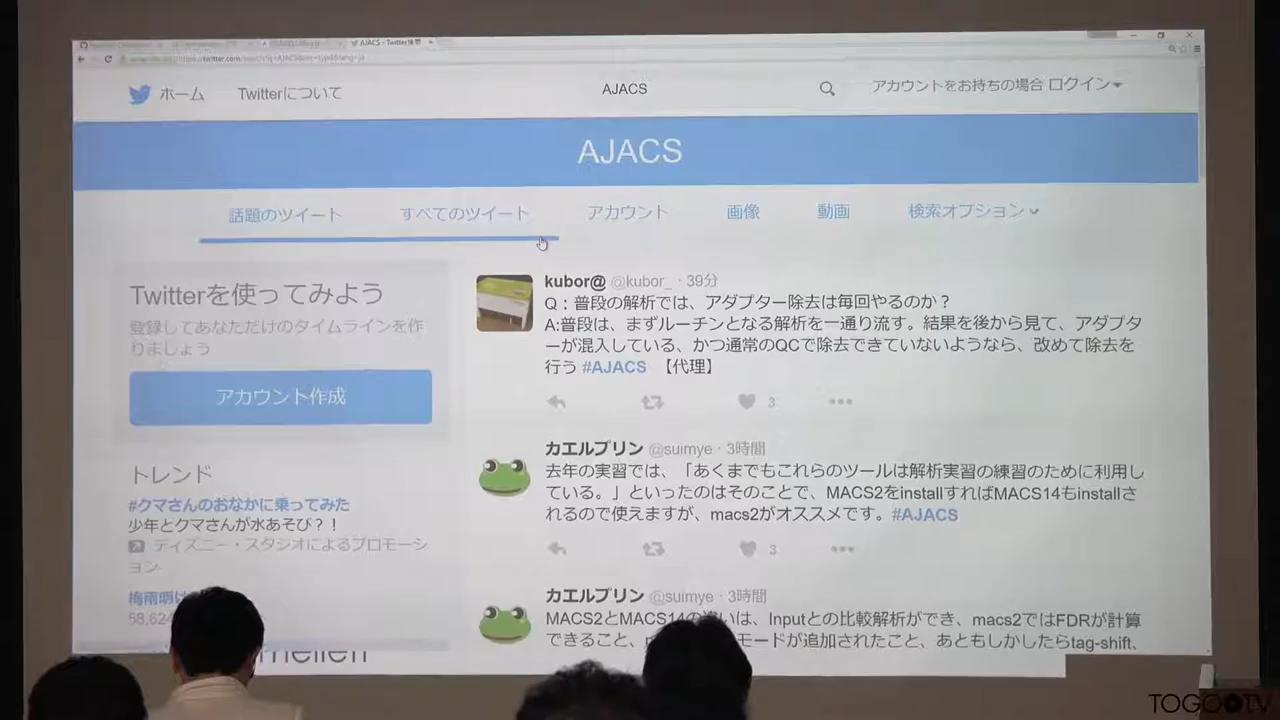 AJACS - Twitter検索
ホーム
Twitterについて
AJACS
アカウントをお持ちの場合 ログイン
AJACS
話題のツイート
すべてのツイート
アカウント
画像
動画
検索オプション
Twitterを使ってみよう
登録してあなただけのタイムラインを作
りましょう
アカウント作成
トレンド
#クマさんのおなかに乗ってみた
少年とクマさんが水あそび？！
ディズニー・スタジオによるプロモーシ
ョン
梅雨明け
58,624
kubor@ @kubor_ · 39分
Q：普段の解析では、アダプター除去は毎回やるのか？
A:普段は、まずルーチンとなる解析を一通り流す。結果を後から見て、アダプタ
ーが混入している、かつ通常のQCで除去できていないようなら、改めて除去を
行う #AJACS 【代理】
3
カエルプリン @suimye · 3時間
去年の実習では、「あくまでもこれらのツールは解析実習の練習のために利用し
ている。」といったのはそのことで、MACS2をinstallすればMACS14もinstallさ
れるので使えますが、macs2がオススメです。#AJACS
3
カエルプリン @suimye · 3時間
MACS2とMACS14の違いは、Inputとの比較解析ができ、macs2ではFDRが計算
できること、モードが追加されたこと、あともしかしたらtag-shift、
TOGOTV